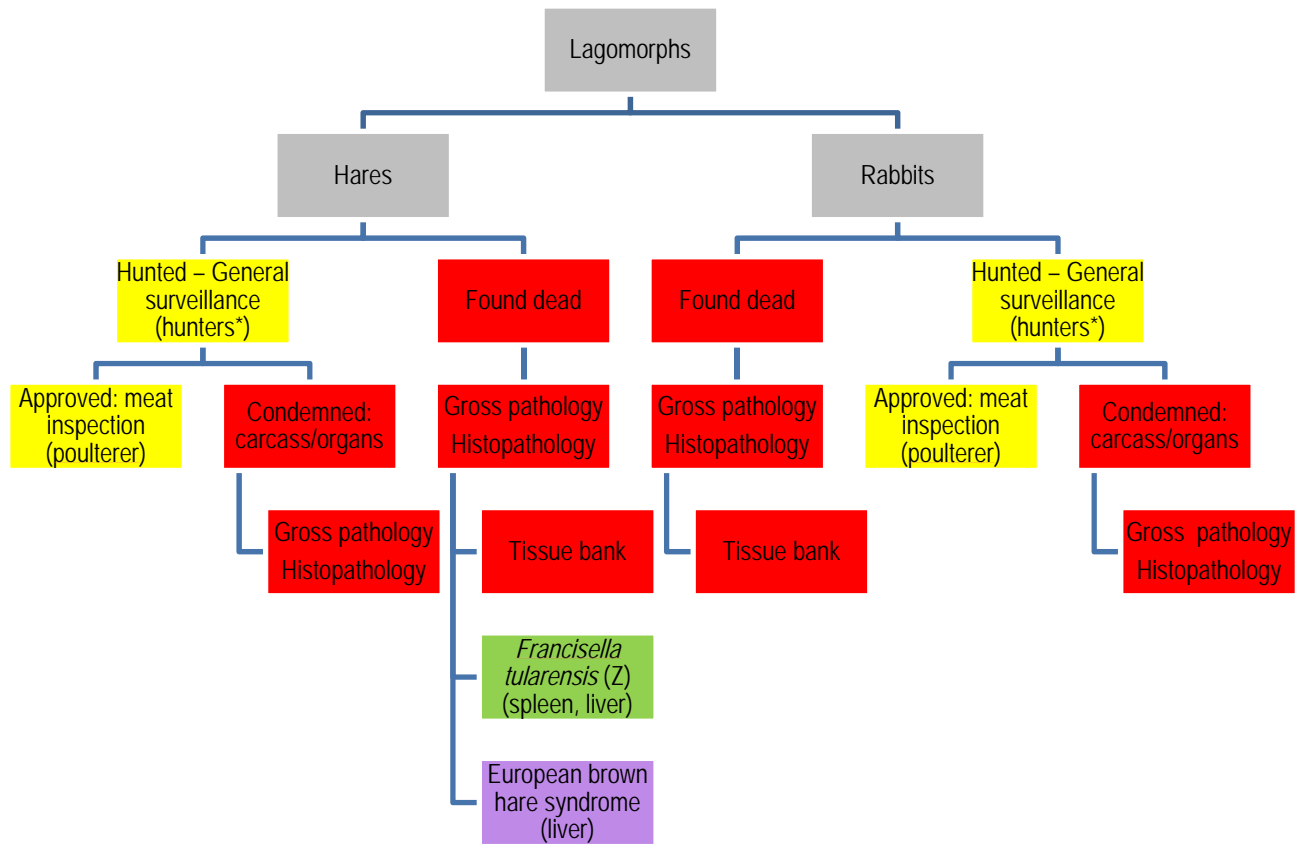 Lagomorphs
Hares
Rabbits
Hunted – General
surveillance
(hunters*)
Found dead
Found dead
Hunted – General
surveillance
(hunters*)
Approved: meat
inspection
(poulterer)
Condemned:
carcass/organs
Gross pathology
Histopathology
Gross pathology
Histopathology
Approved: meat
inspection
(poulterer)
Condemned:
carcass/organs
Gross pathology
Histopathology
Tissue bank
Tissue bank
Gross pathology
Histopathology
Francisella
tularensis (Z)
(spleen, liver)
European brown
hare syndrome
(liver)